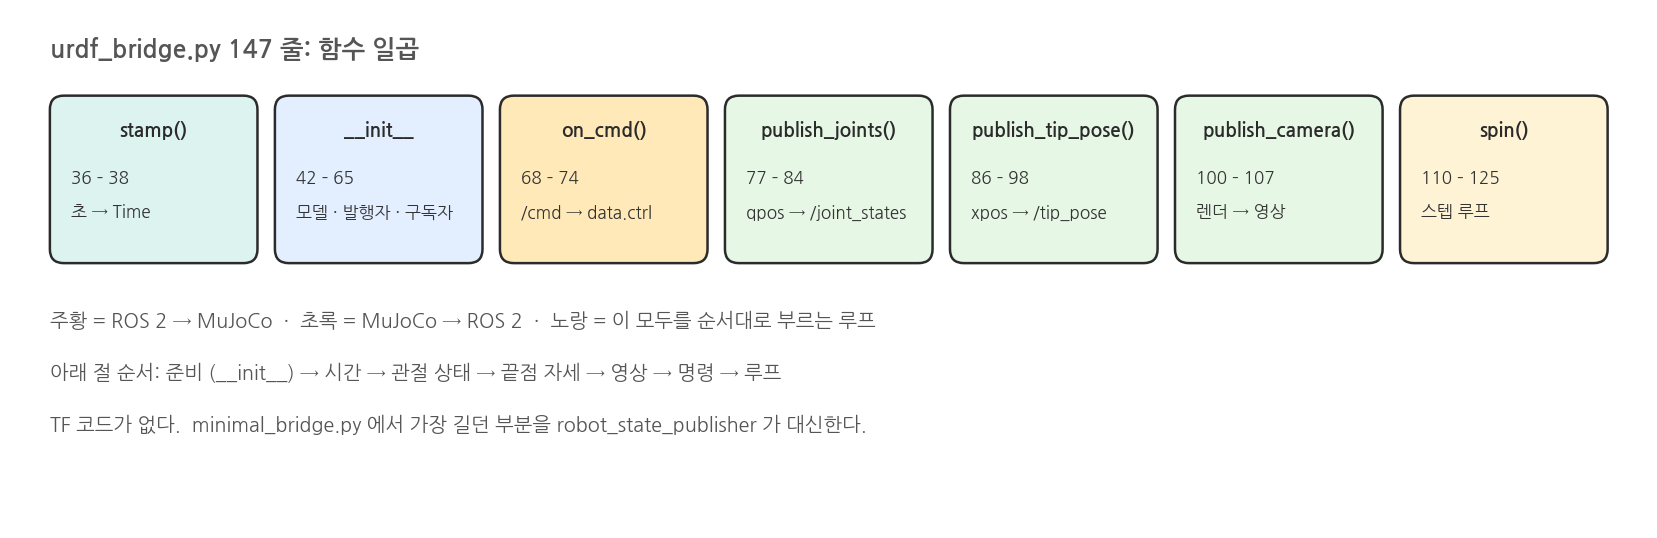 urdf_bridge.py 147 줄: 함수 일곱
stamp()
36 - 38
초 → Time
__init__
42 - 65
모델 · 발행자 · 구독자
on_cmd()
68 - 74
/cmd → data.ctrl
publish_joints()
77 - 84
qpos → /joint_states
publish_tip_pose()
86 - 98
xpos → /tip_pose
publish_camera()
100 - 107
렌더 → 영상
spin()
110 - 125
스텝 루프
주황 = ROS 2 → MuJoCo · 초록 = MuJoCo → ROS 2 · 노랑 = 이 모두를 순서대로 부르는 루프
아래 절 순서: 준비 (__init__) → 시간 → 관절 상태 → 끝점 자세 → 영상 → 명령 → 루프
TF 코드가 없다. minimal_bridge.py 에서 가장 길던 부분을 robot_state_publisher 가 대신한다.